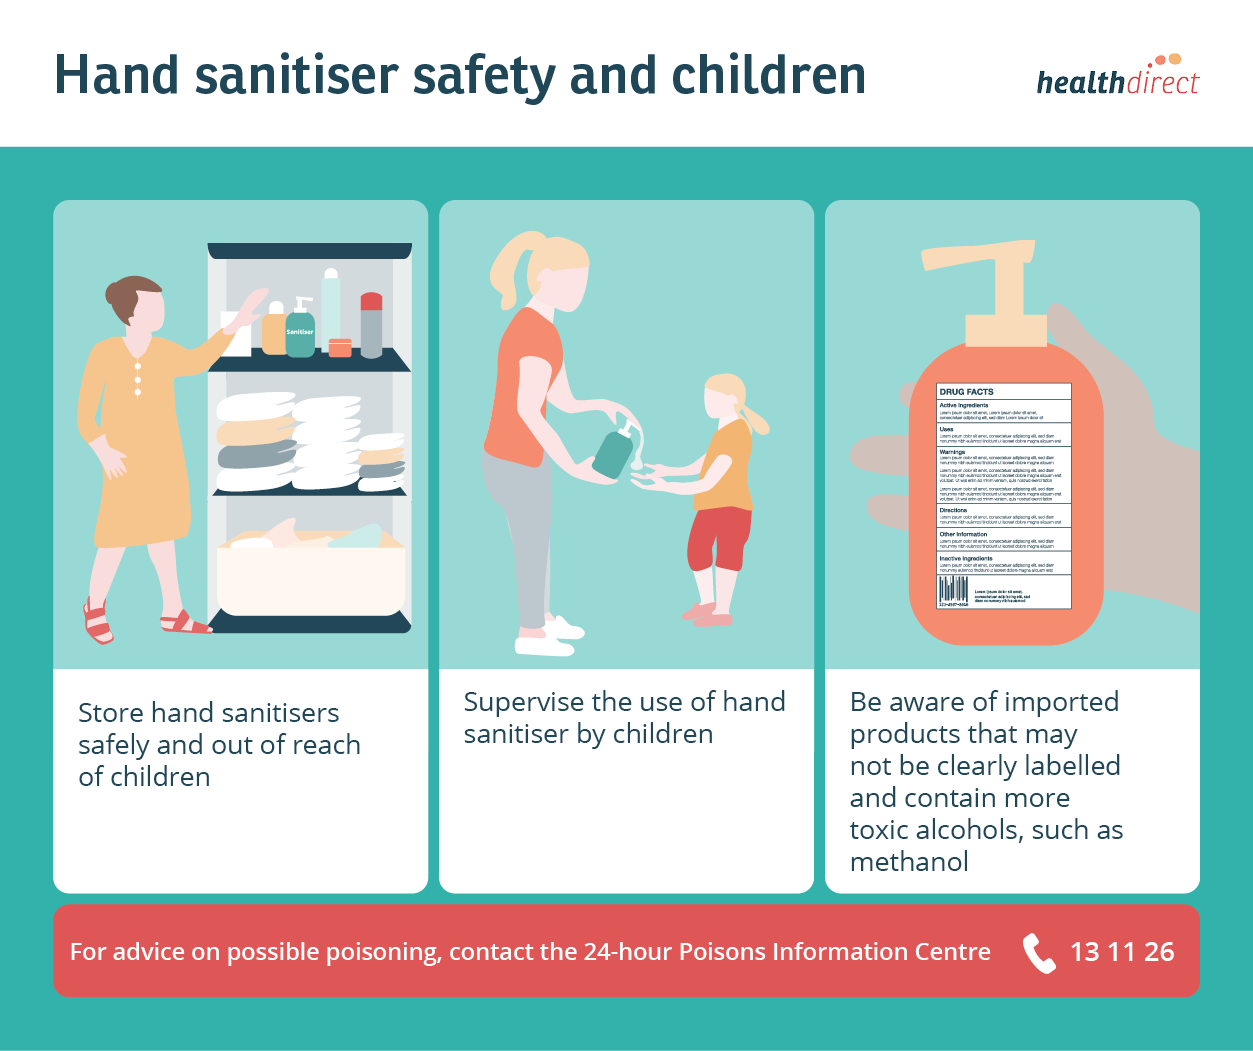 Hand sanitiser safety and children
healthdirect
Sanitiser
DRUG FACTS
Active Ingredients
Uses
Warnings
Directions
Other Information
Inactive Ingredients
Store hand sanitisers
safely and out of reach
of children
Supervise the use of hand
sanitiser by children
Be aware of imported
products that may
not be clearly labelled
and contain more
toxic alcohols, such as
methanol
For advice on possible poisoning, contact the 24-hour Poisons Information Centre
13 11 26